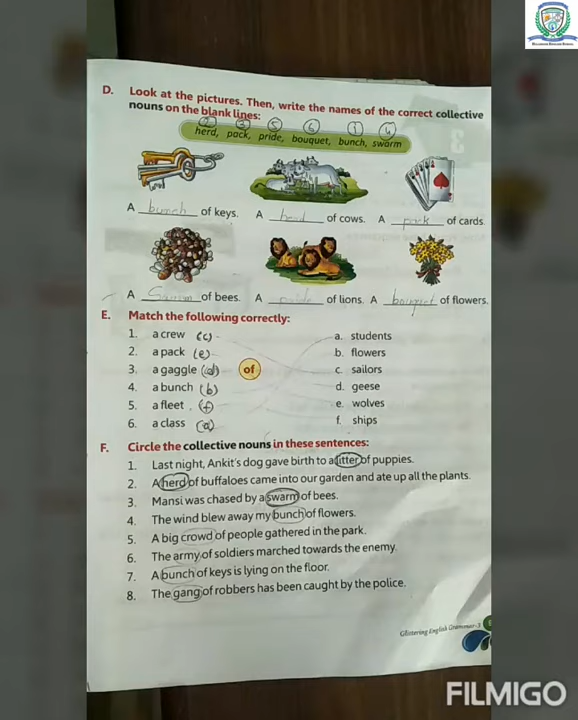 D. Look at the pictures. Then, write the names of the correct collective
nouns on the blank lines:
2 3 5 6 1 4
herd, pack, pride, bouquet, bunch, swarm
A bunch of keys. A herd of cows. A pack of cards.
A Swarm of bees. A pride of lions. A bouquet of flowers.
E. Match the following correctly:
1. a crew (c) a. students
2. a pack (e) b. flowers
3. a gaggle (d) of c. sailors
4. a bunch (b) d. geese
5. a fleet (f) e. wolves
6. a class (a) f. ships
F. Circle the collective nouns in these sentences:
1. Last night, Ankit's dog gave birth to a litter of puppies.
2. A herd of buffaloes came into our garden and ate up all the plants.
3. Mansi was chased by a swarm of bees.
4. The wind blew away my bunch of flowers.
5. A big crowd of people gathered in the park.
6. The army of soldiers marched towards the enemy.
7. A bunch of keys is lying on the floor.
8. The gang of robbers has been caught by the police.
Glittering English Grammar-3
FILMIGO